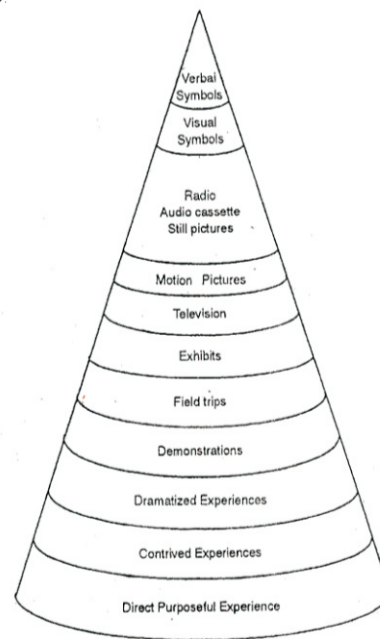 Verbal
Symbols
Visual
Symbols
Radio
Audio cassette
Still pictures
Motion Pictures
Television
Exhibits
Field trips
Demonstrations
Dramatized Experiences
Contrived Experiences
Direct Purposeful Experience